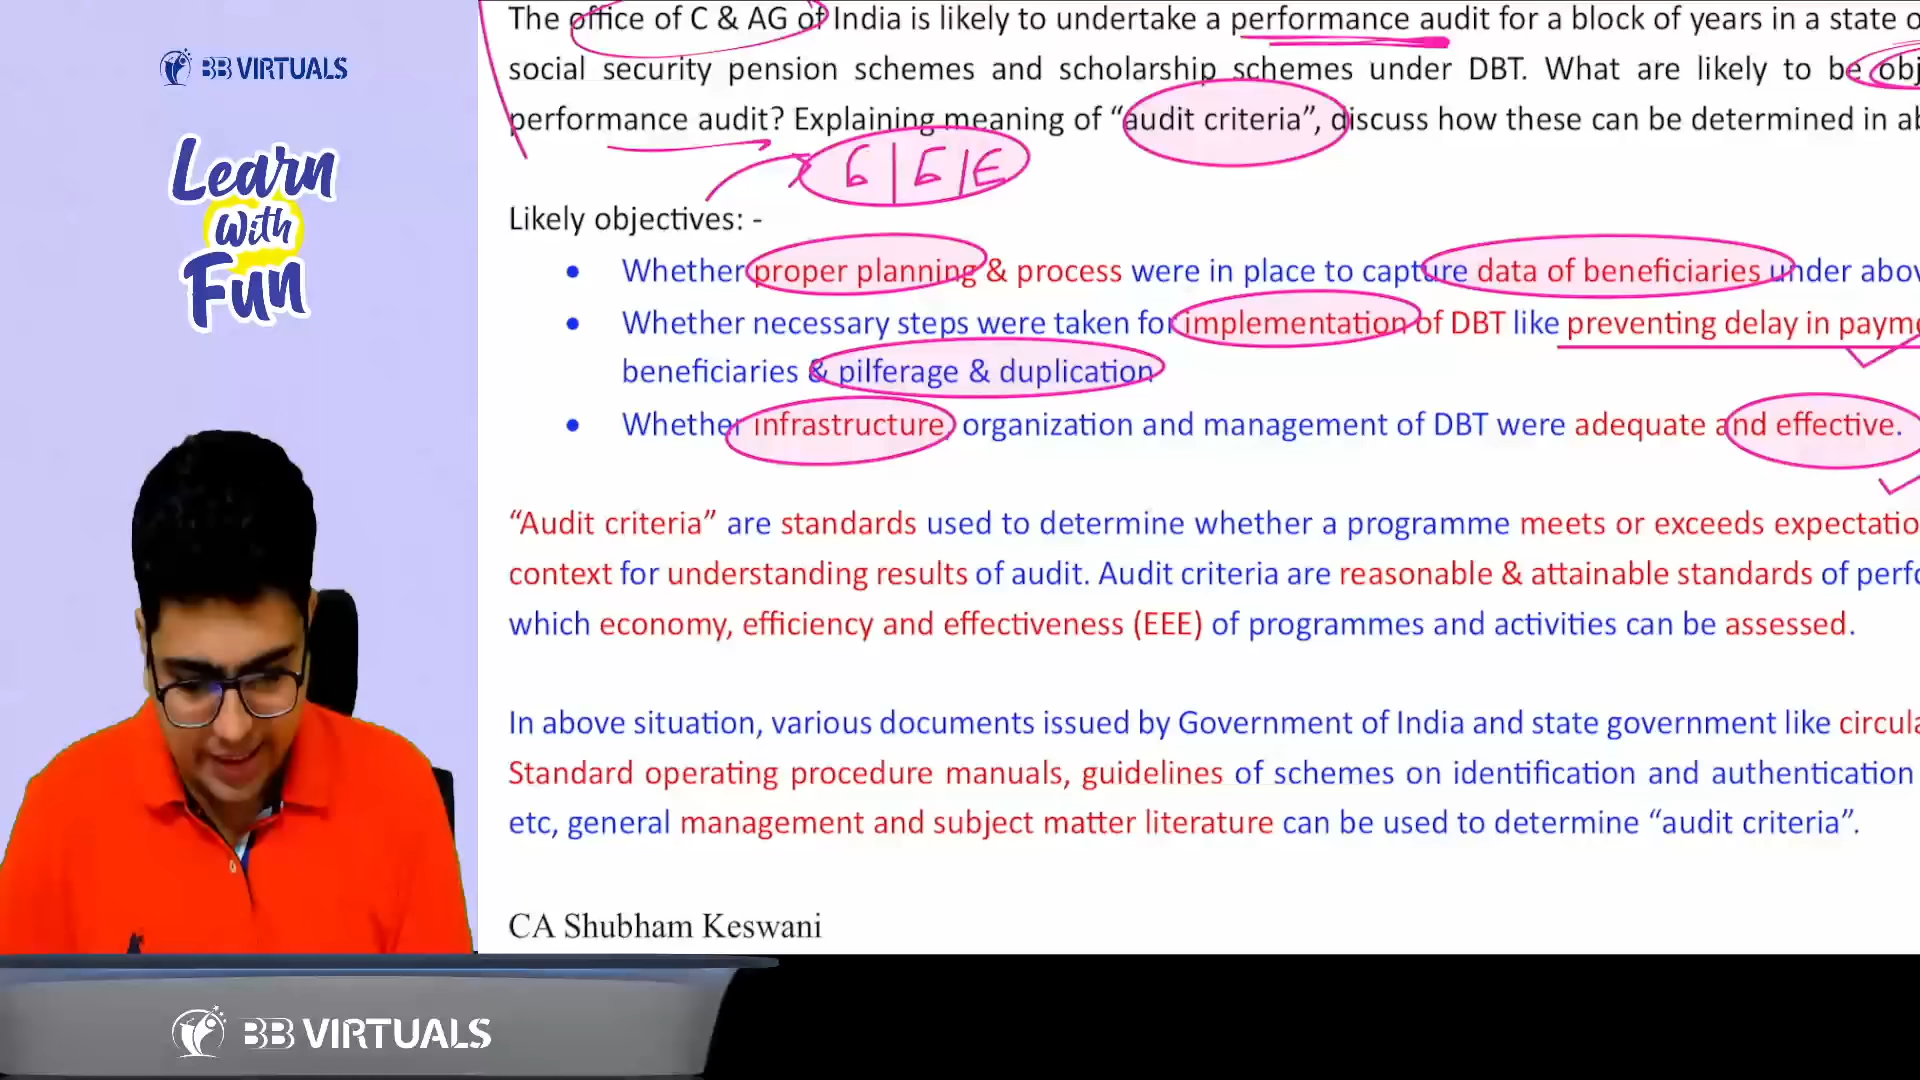 BB VIRTUALS
Learn
With
Fun
The office of C & AG of India is likely to undertake a performance audit for a block of years in a state
social security pension schemes and scholarship schemes under DBT. What are likely to be
performance audit? Explaining meaning of “audit criteria”, discuss how these can be determined in
E | E | E
Likely objectives: -
• Whether proper planning & process were in place to capture data of beneficiaries under
• Whether necessary steps were taken for implementation of DBT like preventing delay in
beneficiaries & pilferage & duplication
• Whether infrastructure, organization and management of DBT were adequate and effective.
“Audit criteria” are standards used to determine whether a programme meets or exceeds
context for understanding results of audit. Audit criteria are reasonable & attainable standards of
which economy, efficiency and effectiveness (EEE) of programmes and activities can be assessed.
In above situation, various documents issued by Government of India and state government like
Standard operating procedure manuals, guidelines of schemes on identification and authentication
etc, general management and subject matter literature can be used to determine “audit criteria”.
CA Shubham Keswani
BB VIRTUALS